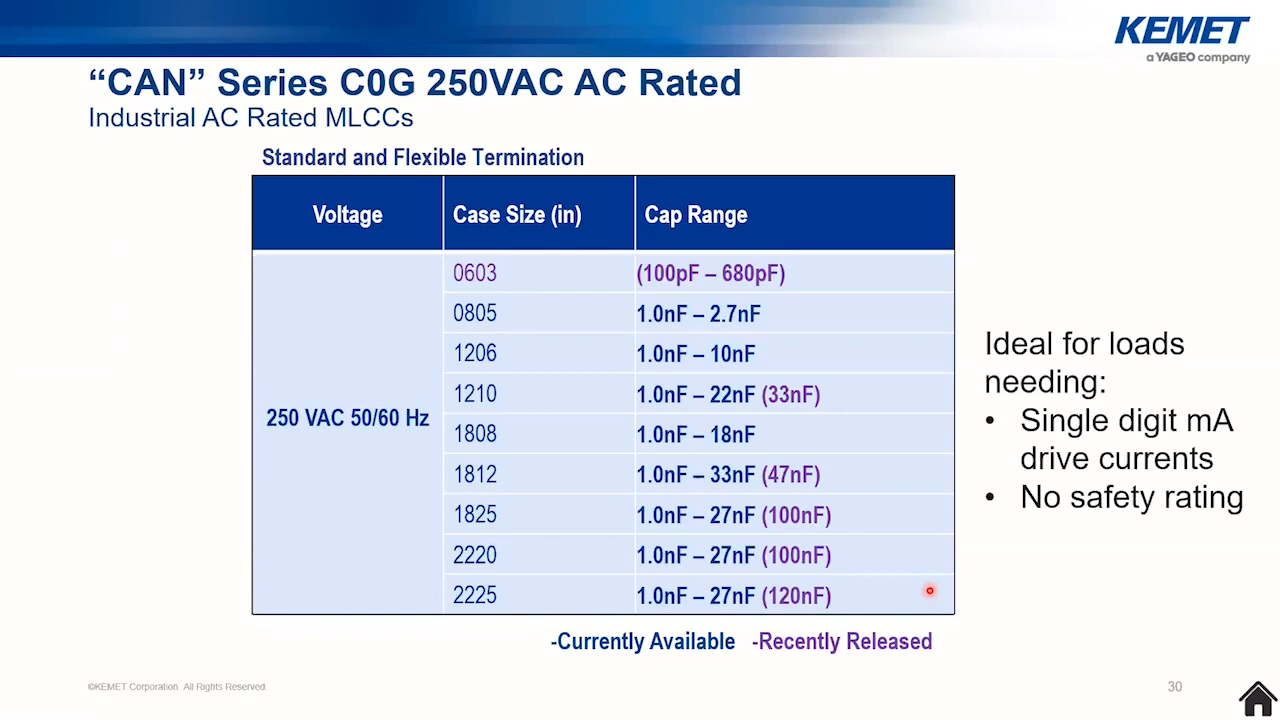 KEMET
a YAGEO company
“CAN” Series C0G 250VAC AC Rated
Industrial AC Rated MLCCs
Standard and Flexible Termination
Voltage Case Size (in) Cap Range
250 VAC 50/60 Hz
0603 (100pF – 680pF)
0805 1.0nF – 2.7nF
1206 1.0nF – 10nF
1210 1.0nF – 22nF (33nF)
1808 1.0nF – 18nF
1812 1.0nF – 33nF (47nF)
1825 1.0nF – 27nF (100nF)
2220 1.0nF – 27nF (100nF)
2225 1.0nF – 27nF (120nF)
-Currently Available -Recently Released
Ideal for loads
needing:
• Single digit mA
drive currents
• No safety rating
©KEMET Corporation. All Rights Reserved.
30